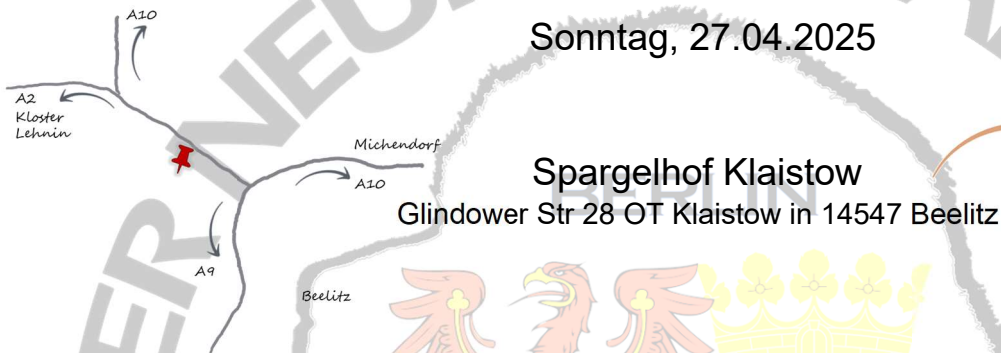 A10
Sonntag, 27.04.2025
A2
Kloster
Lehnin
Michendorf
A10
Spargelhof Klaistow
BERLIN
Glindower Str 28 OT Klaistow in 14547 Beelitz
A9
Beelitz